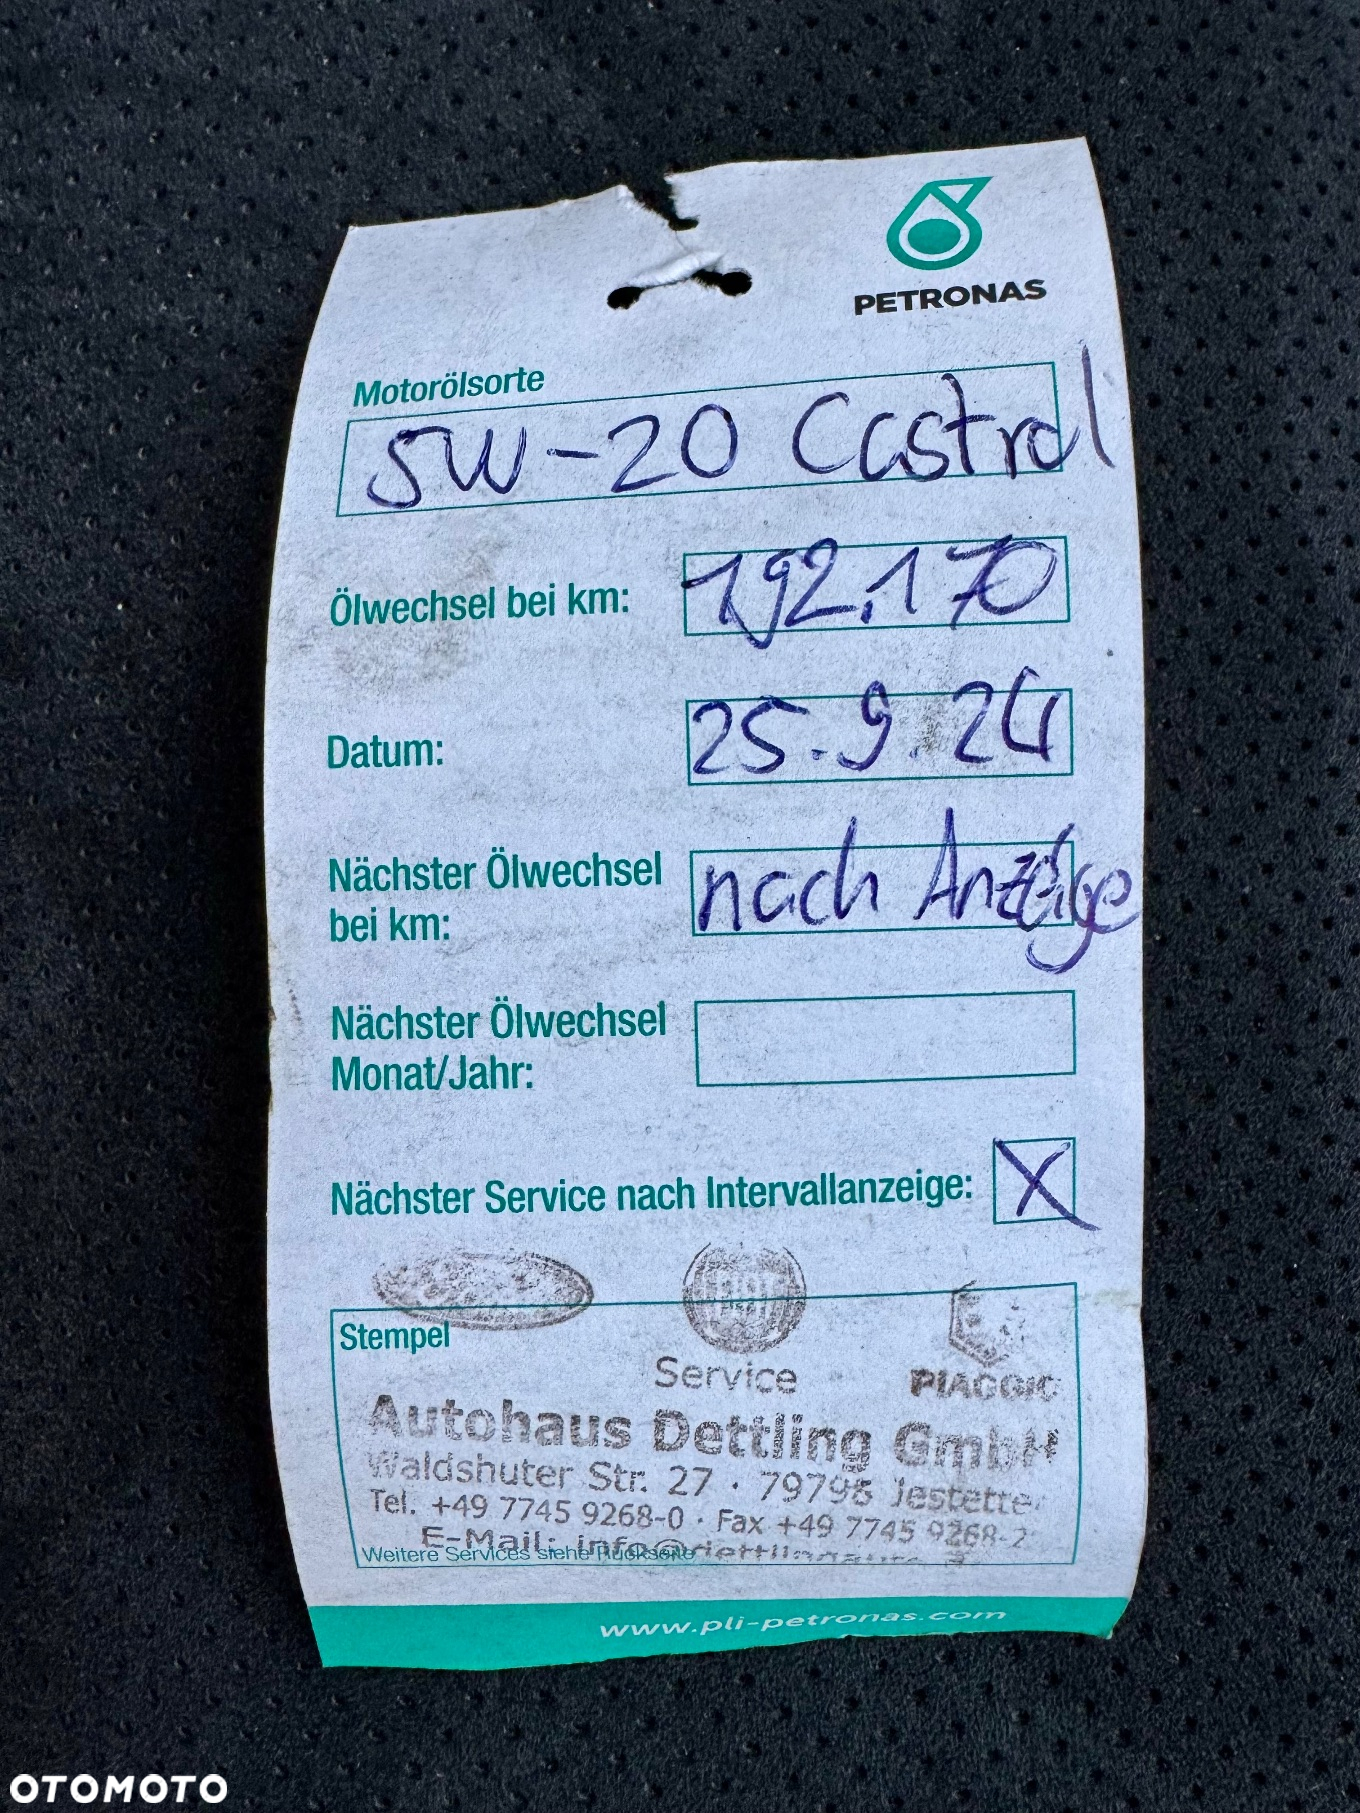 PETRONAS
Motorölsorte
5W-20 Castrol
Ölwechsel bei km: 192.170
Datum: 25.9.24
Nächster Ölwechsel
bei km: nach Anzeige
Nächster Ölwechsel
Monat/Jahr:
Nächster Service nach Intervallanzeige: X
FIAT
Stempel
Service PIAGGIO
Autohaus Dettling GmbH
Waldshuter Str. 27 · 79798 Jestetten
Tel. +49 7745 9268-0 · Fax +49 7745 9268-2
E-Mail:
Weitere Services siehe Rückseite
www.pli-petronas.com
OTOMOTO